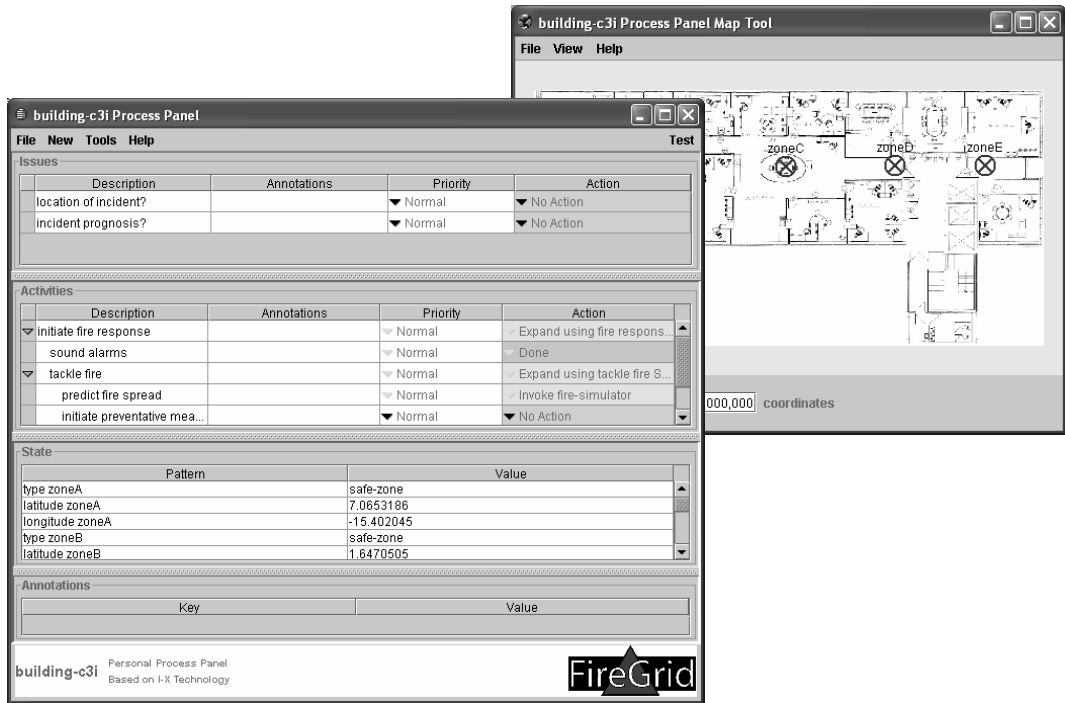 building-c3i Process Panel Map Tool
File View Help
zoneC zoneD zoneE
000,000 coordinates
building-c3i Process Panel
File New Tools Help Test
Issues
Description Annotations Priority Action
location of incident? Normal No Action
incident prognosis? Normal No Action
Activities
Description Annotations Priority Action
initiate fire response Normal Expand using fire respons...
sound alarms Normal Done
tackle fire Normal Expand using tackle fire S...
predict fire spread Normal Invoke fire-simulator
initiate preventative mea... Normal No Action
State
Pattern Value
type zoneA safe-zone
latitude zoneA 7.0653186
longitude zoneA -15.402045
type zoneB safe-zone
latitude zoneB 1.6470505
Annotations
Key Value
building-c3i Personal Process Panel
Based on I-X Technology
FireGrid